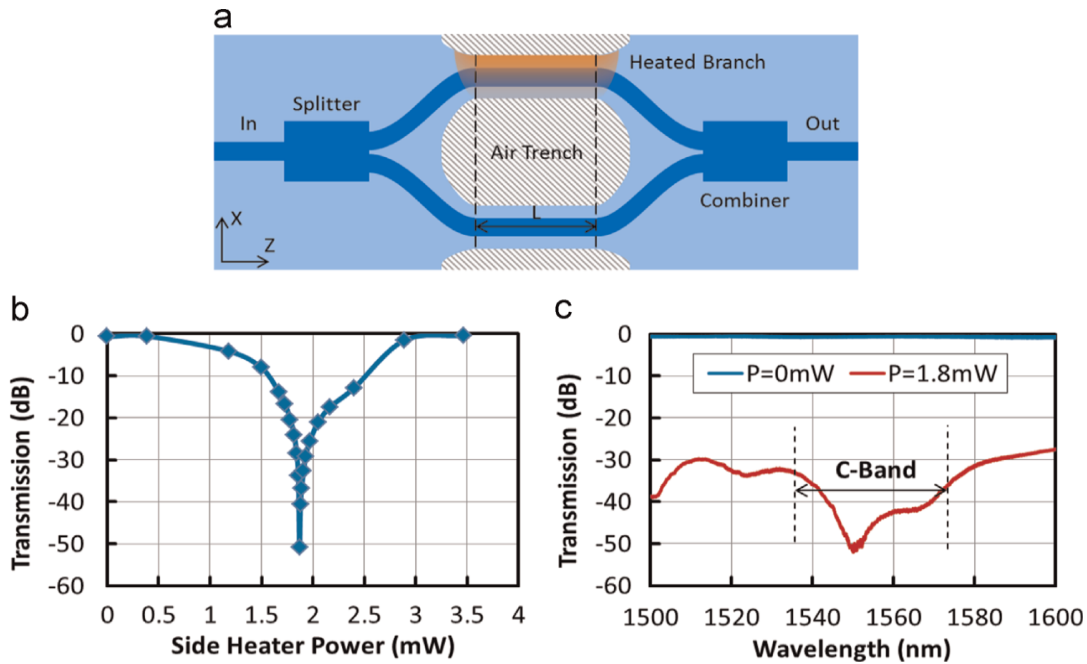 a
Heated Branch
Splitter
In
Out
Air Trench
Combiner
L
X
Z
b
0
-10
-20
-30
-40
-50
-60
Transmission (dB)
0 0.5 1 1.5 2 2.5 3 3.5 4
Side Heater Power (mW)
c
0
-10
-20
-30
-40
-50
-60
Transmission (dB)
P=0mW P=1.8mW
C-Band
1500 1520 1540 1560 1580 1600
Wavelength (nm)